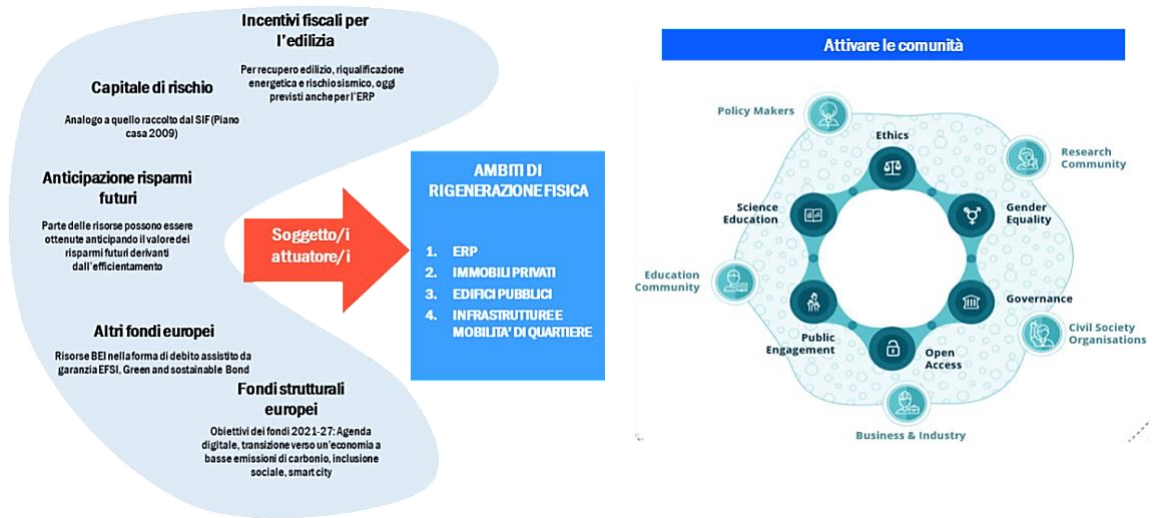 Incentivi fiscali per
l'edilizia
Per recupero edilizio, riqualificazione
energetica e rischio sismico, oggi
previsti anche per l'ERP
Capitale di rischio
Analogo a quello raccolto dal SIF (Piano
casa 2009)
Anticipazione risparmi
futuri
Parte delle risorse possono essere
ottenute anticipando il valore dei
risparmi futuri derivanti
dall'efficientamento
Altri fondi europei
Risorse BEI nella forma di debito assistito da
garanzia EFSI, Green and sustainable Bond
Fondi strutturali
europei
Obiettivi dei fondi 2021-27: Agenda
digitale, transizione verso un'economia a
basse emissioni di carbonio, inclusione
sociale, smart city
Soggetto/i
attuatore/i
AMBITI DI
RIGENERAZIONE FISICA
1. ERP
2. IMMOBILI PRIVATI
3. EDIFICI PUBBLICI
4. INFRASTRUTTURE E
MOBILITA' DI QUARTIERE
Attivare le comunità
Policy Makers
Ethics
Research
Community
Science
Education
Gender
Equality
Education
Community
Governance
Civil Society
Organisations
Public
Engagement
Open
Access
Business & Industry